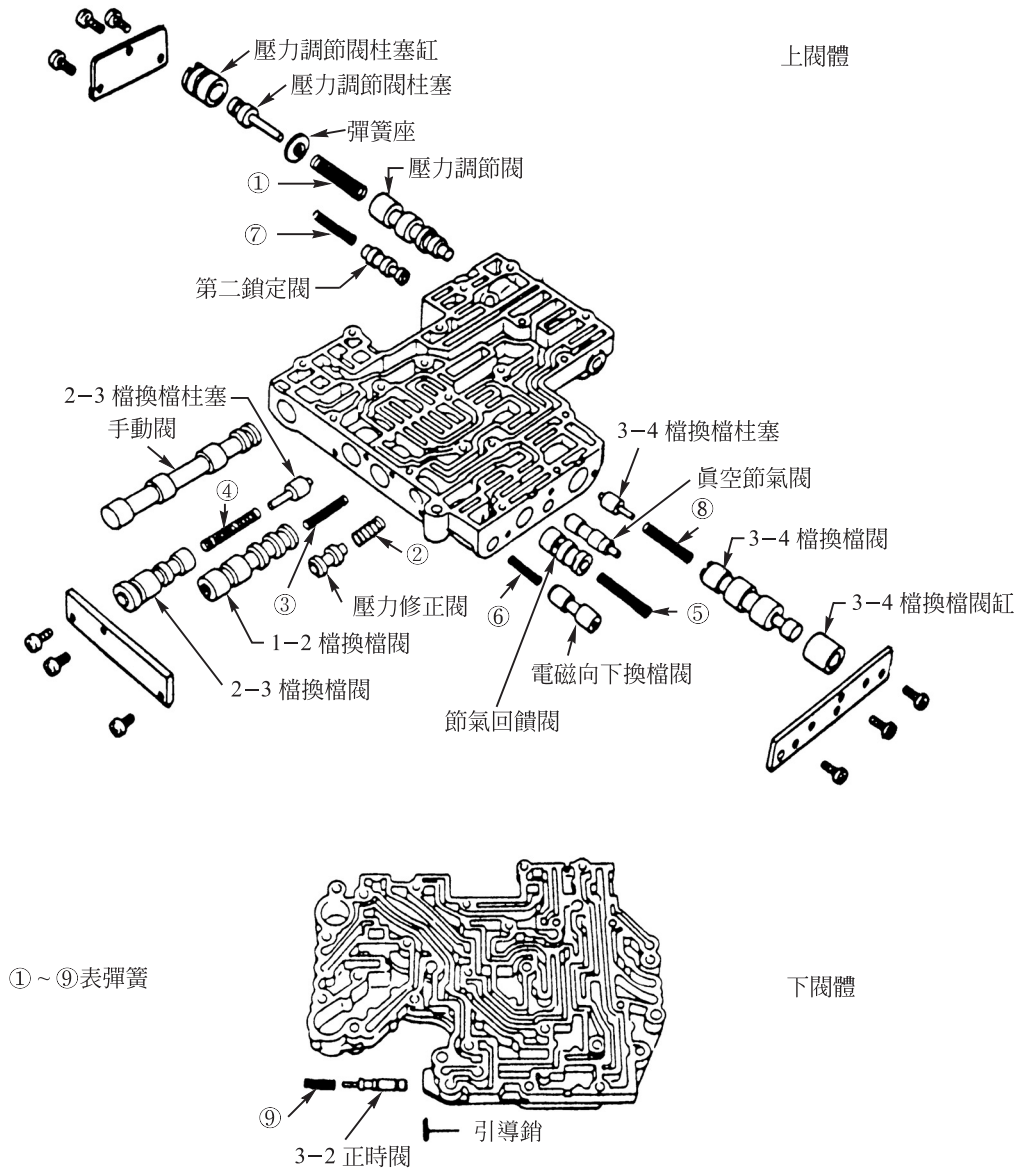 壓力調節閥柱塞缸
上閥體
壓力調節閥柱塞
彈簧座
壓力調節閥
①
⑦
第二鎖定閥
2-3 檔換檔柱塞
手動閥
3-4 檔換檔柱塞
眞空節氣閥
④
⑧
3-4 檔換檔閥
②
③
壓力修正閥
⑥
⑤
3-4 檔換檔閥缸
1-2 檔換檔閥
電磁向下換檔閥
2-3 檔換檔閥
節氣回饋閥
①~⑨表彈簧
下閥體
⑨
引導銷
3-2 正時閥